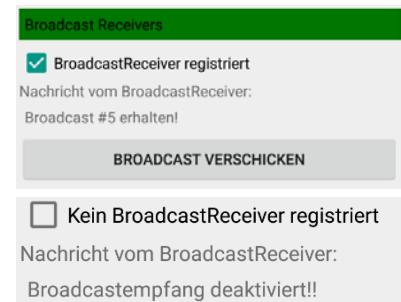 Broadcast Receivers
BroadcastReceiver registriert
Nachricht vom BroadcastReceiver:
Broadcast #5 erhalten!
BROADCAST VERSCHICKEN
Kein BroadcastReceiver registriert
Nachricht vom BroadcastReceiver:
Broadcastempfang deaktiviert!!